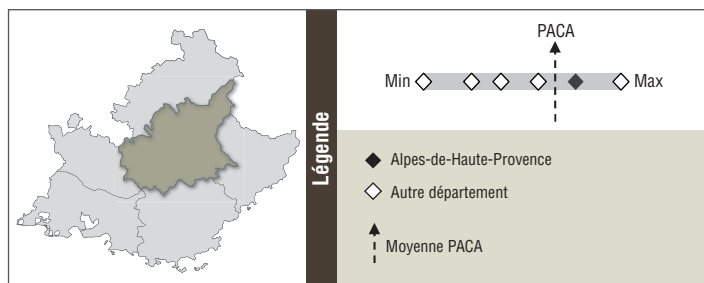 Légende
PACA
Min
Max
Alpes-de-Haute-Provence
Autre département
Moyenne PACA